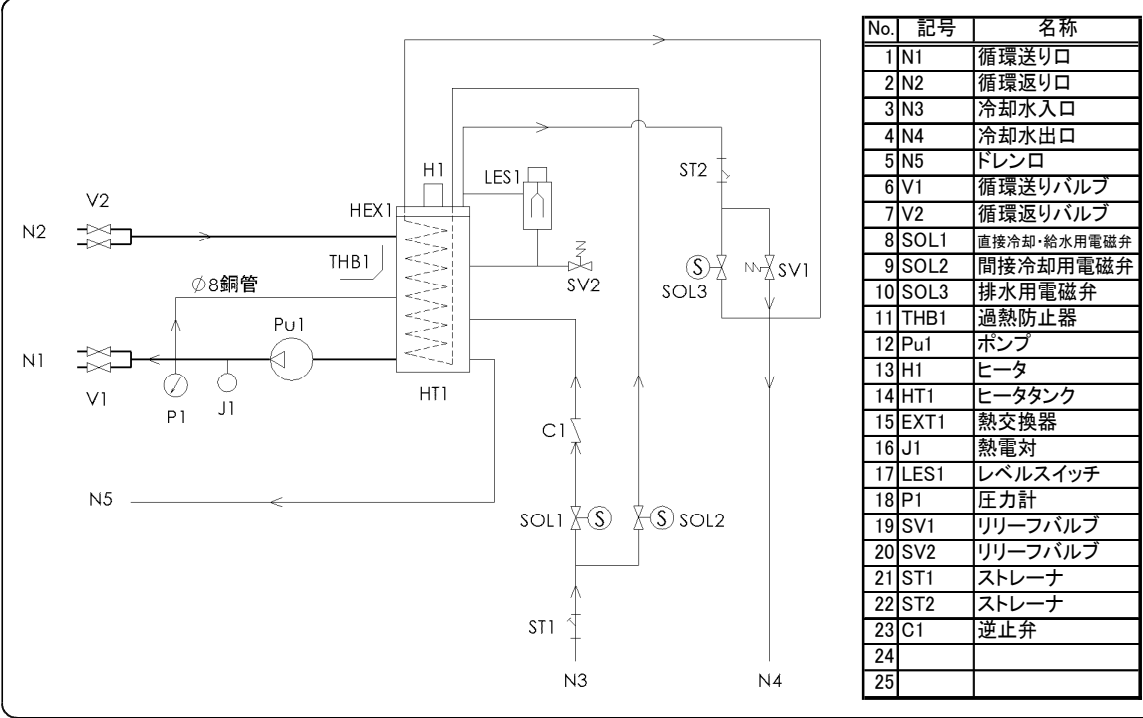 H1
LES1
ST2
V2
HEX1
N2
THB1
SV2
S
SV1
SOL3
φ8銅管
Pu1
N1
V1
P1
J1
HT1
C1
N5
SOL1
S
S
SOL2
ST1
N3
N4
No. 記号 名称
1 N1 循環送り口
2 N2 循環返り口
3 N3 冷却水入口
4 N4 冷却水出口
5 N5 ドレン口
6 V1 循環送りバルブ
7 V2 循環返りバルブ
8 SOL1 直接冷却・給水用電磁弁
9 SOL2 間接冷却用電磁弁
10 SOL3 排水用電磁弁
11 THB1 過熱防止器
12 Pu1 ポンプ
13 H1 ヒータ
14 HT1 ヒータタンク
15 EXT1 熱交換器
16 J1 熱電対
17 LES1 レベルスイッチ
18 P1 圧力計
19 SV1 リリーフバルブ
20 SV2 リリーフバルブ
21 ST1 ストレーナ
22 ST2 ストレーナ
23 C1 逆止弁
24
25